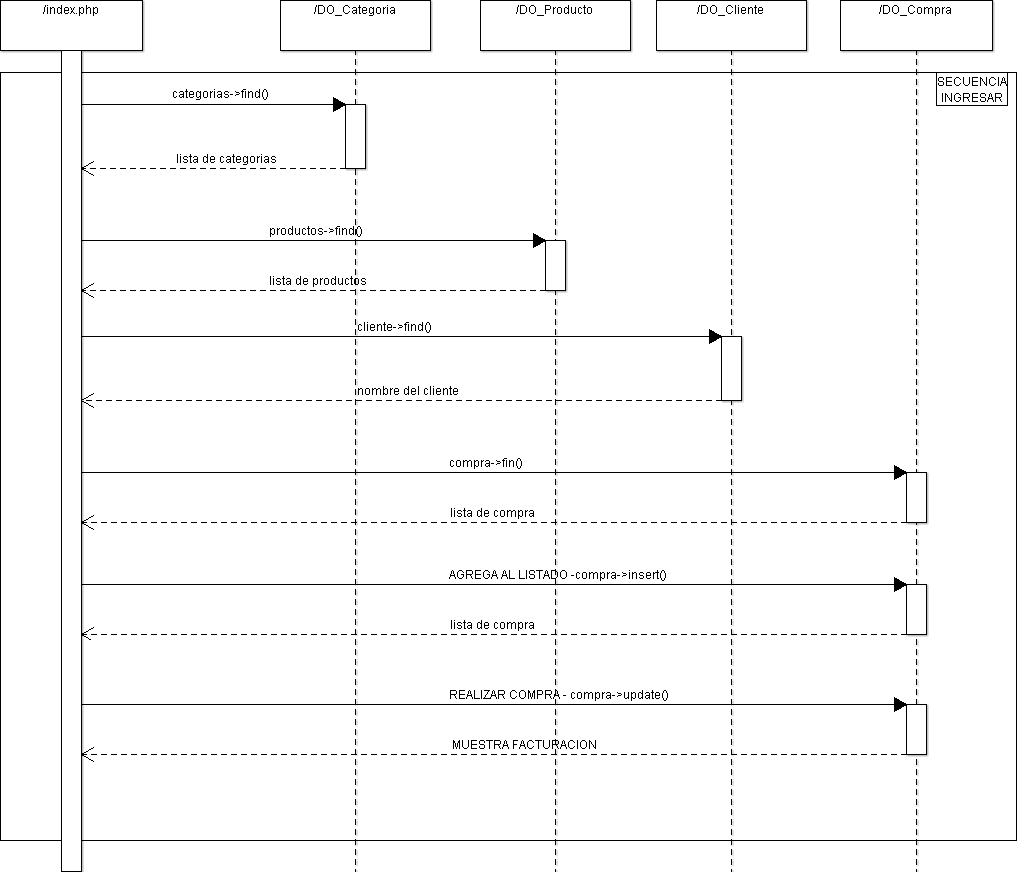 /index.php
/DO_Categoria
/DO_Producto
/DO_Cliente
/DO_Compra
SECUENCIA
INGRESAR
categorias->find()
lista de categorias
productos->find()
lista de productos
cliente->find()
nombre del cliente
compra->fin()
lista de compra
AGREGA AL LISTADO -compra->insert()
lista de compra
REALIZAR COMPRA - compra->update()
MUESTRA FACTURACION